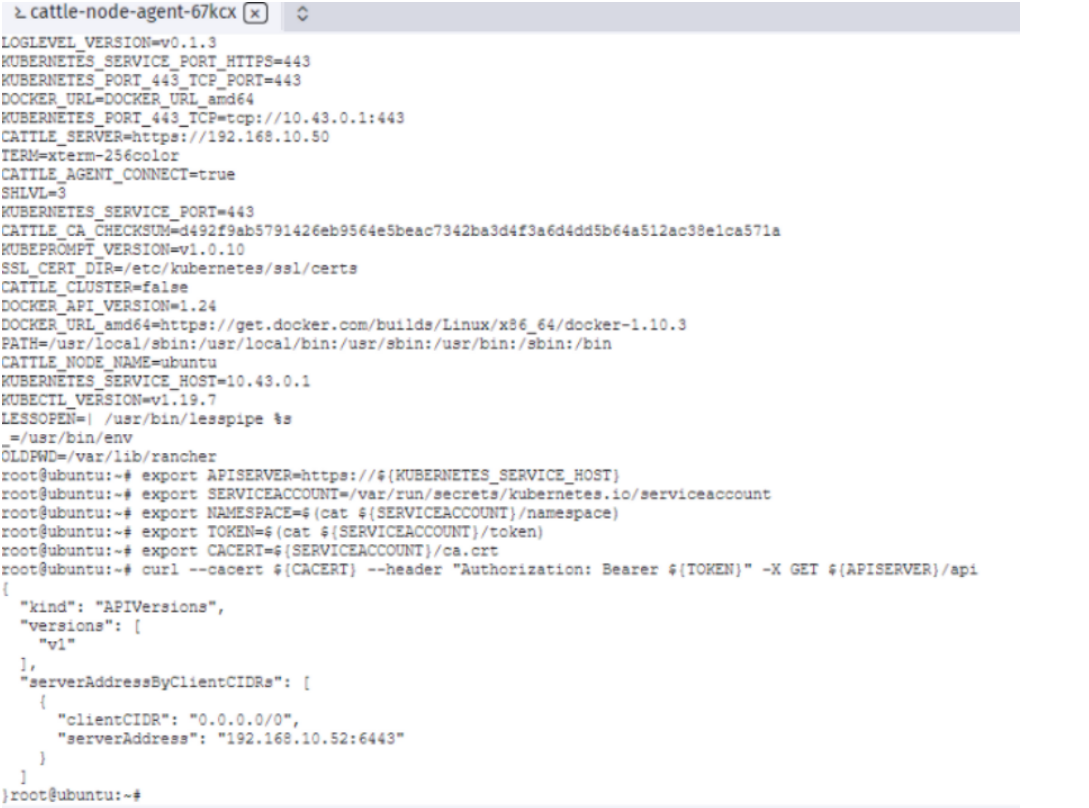 cattle-node-agent-67kcx
LOGLEVEL_VERSION=v0.1.3
KUBERNETES_SERVICE_PORT_HTTPS=443
KUBERNETES_PORT_443_TCP_PORT=443
DOCKER_URL=DOCKER_URL_amd64
KUBERNETES_PORT_443_TCP=tcp://10.43.0.1:443
CATTLE_SERVER=https://192.168.10.50
TERM=xterm-256color
CATTLE_AGENT_CONNECT=true
SHLVL=3
KUBERNETES_SERVICE_PORT=443
CATTLE_CA_CHECKSUM=d492f9ab5791426eb9564e5beac7342ba3d4f3a6d4dd5b64a512ac38e1ca571a
KUBEPROMPT_VERSION=v1.0.10
SSL_CERT_DIR=/etc/kubernetes/ssl/certs
CATTLE_CLUSTER=false
DOCKER_API_VERSION=1.24
DOCKER_URL_amd64=https://get.docker.com/builds/Linux/x86_64/docker-1.10.3
PATH=/usr/local/sbin:/usr/local/bin:/usr/sbin:/usr/bin:/sbin:/bin
CATTLE_NODE_NAME=ubuntu
KUBERNETES_SERVICE_HOST=10.43.0.1
KUBECTL_VERSION=v1.19.7
LESSOPEN=| /usr/bin/lesspipe %s
_=/usr/bin/env
OLDPWD=/var/lib/rancher
root@ubuntu:~# export APISERVER=https://${KUBERNETES_SERVICE_HOST}
root@ubuntu:~# export SERVICEACCOUNT=/var/run/secrets/kubernetes.io/serviceaccount
root@ubuntu:~# export NAMESPACE=$(cat ${SERVICEACCOUNT}/namespace)
root@ubuntu:~# export TOKEN=$(cat ${SERVICEACCOUNT}/token)
root@ubuntu:~# export CACERT=${SERVICEACCOUNT}/ca.crt
root@ubuntu:~# curl --cacert ${CACERT} --header "Authorization: Bearer ${TOKEN}" -X GET ${APISERVER}/api
{
  "kind": "APIVersions",
  "versions": [
    "v1"
  ],
  "serverAddressByClientCIDRs": [
    {
      "clientCIDR": "0.0.0.0/0",
      "serverAddress": "192.168.10.52:6443"
    }
  ]
}root@ubuntu:~#